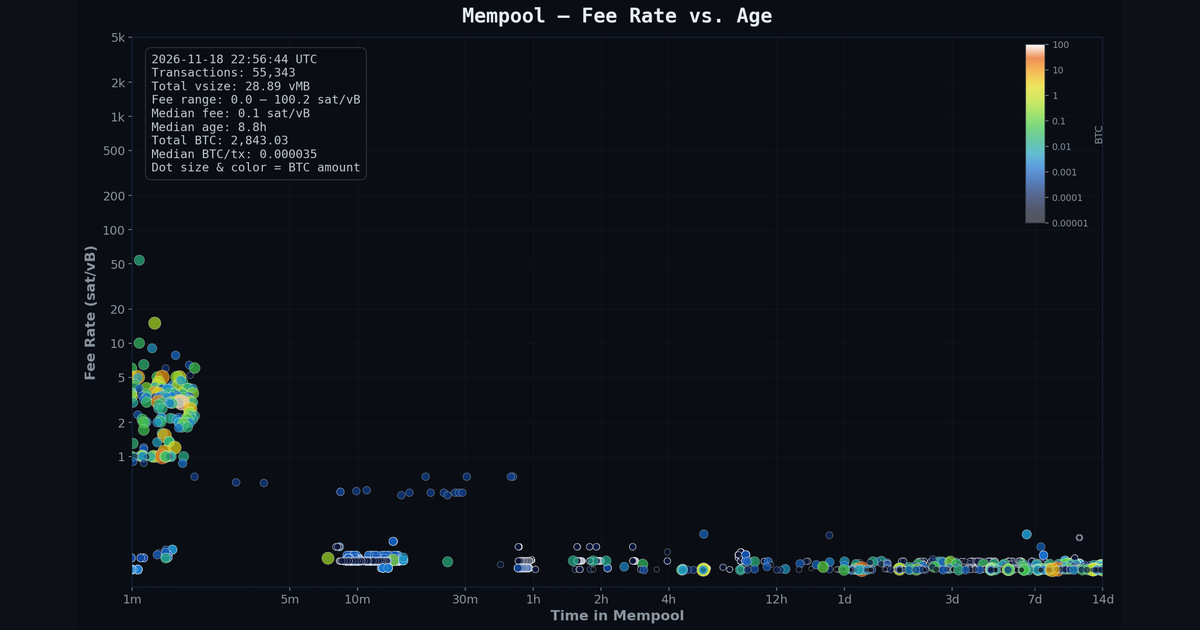 Mempool — Fee Rate vs. Age
5k
2k
1k
500
200
100
50
20
10
5
2
1
Fee Rate (sat/vB)
2026-11-18 22:56:44 UTC
Transactions: 55,343
Total vsize: 28.89 vMB
Fee range: 0.0 – 100.2 sat/vB
Median fee: 0.1 sat/vB
Median age: 8.8h
Total BTC: 2,843.03
Median BTC/tx: 0.000035
Dot size & color = BTC amount
100
10
1
0.1
0.01
0.001
0.0001
0.00001
BTC
1m 5m 10m 30m 1h 2h 4h 12h 1d 3d 7d 14d
Time in Mempool